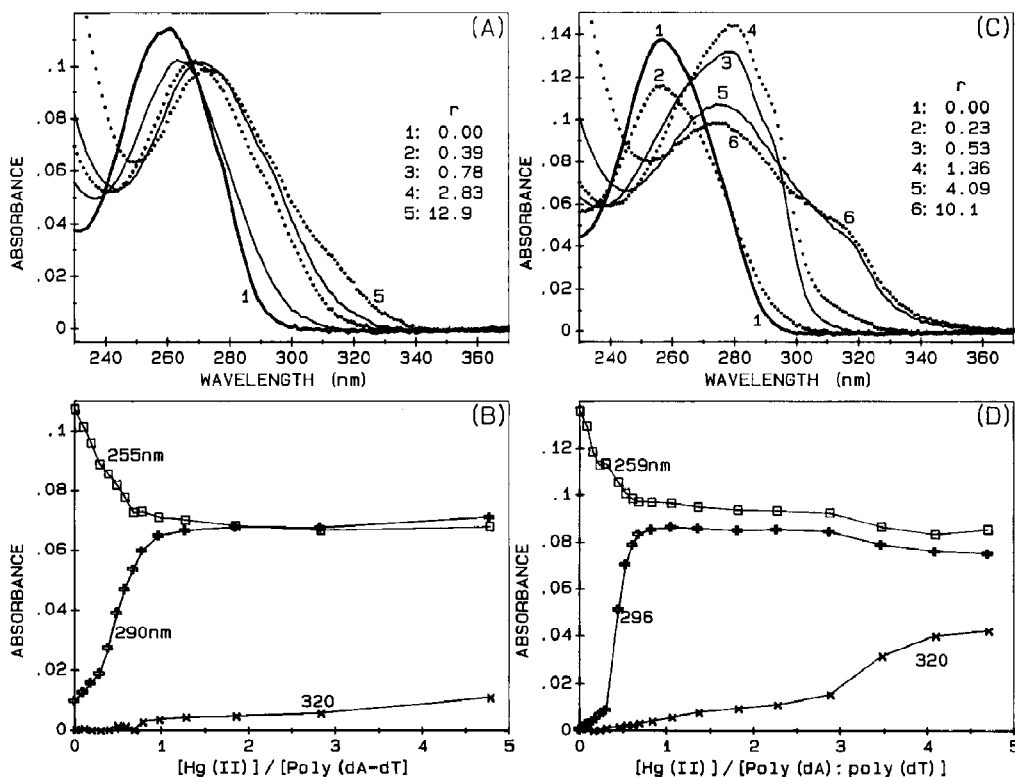 (A)
ABSORBANCE
.1
.08
.06
.04
.02
0
r
1: 0.00
2: 0.39
3: 0.78
4: 2.83
5: 12.9
1
5
240 260 280 300 320 340 360
WAVELENGTH (nm)
(C)
ABSORBANCE
.14
.12
.1
.08
.06
.04
.02
0
1
2
4
3
5
6
6
1
r
1: 0.00
2: 0.23
3: 0.53
4: 1.36
5: 4.09
6: 10.1
240 260 280 300 320 340 360
WAVELENGTH (nm)
(B)
ABSORBANCE
.1
.08
.06
.04
.02
0
255nm
290nm
320
0 1 2 3 4 5
[Hg(II)]/[Poly(dA-dT]
(D)
ABSORBANCE
.12
.1
.08
.06
.04
.02
0
259nm
296
320
0 1 2 3 4 5
[Hg(II)]/[Poly(dA):poly(dT)]